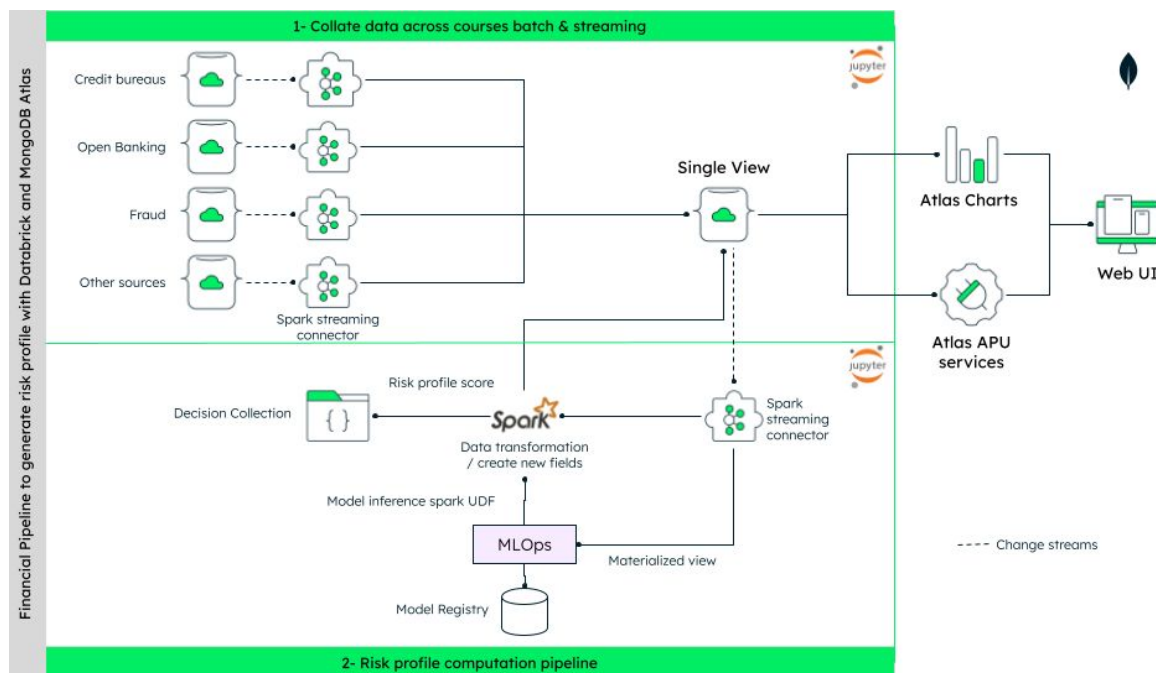 Financial Pipeline to generate risk profile with Databrick and MongoDB Atlas
1- Collate data across courses batch & streaming
jupyter
Credit bureaus
Open Banking
Fraud
Other sources
Spark streaming
connector
Single View
Atlas Charts
Atlas APU
services
Web UI
jupyter
Risk profile score
Decision Collection
{ }
Spark
Data transformation
/ create new fields
Spark
streaming
connector
Model inference spark UDF
MLOps
Materialized view
Model Registry
Change streams
2- Risk profile computation pipeline